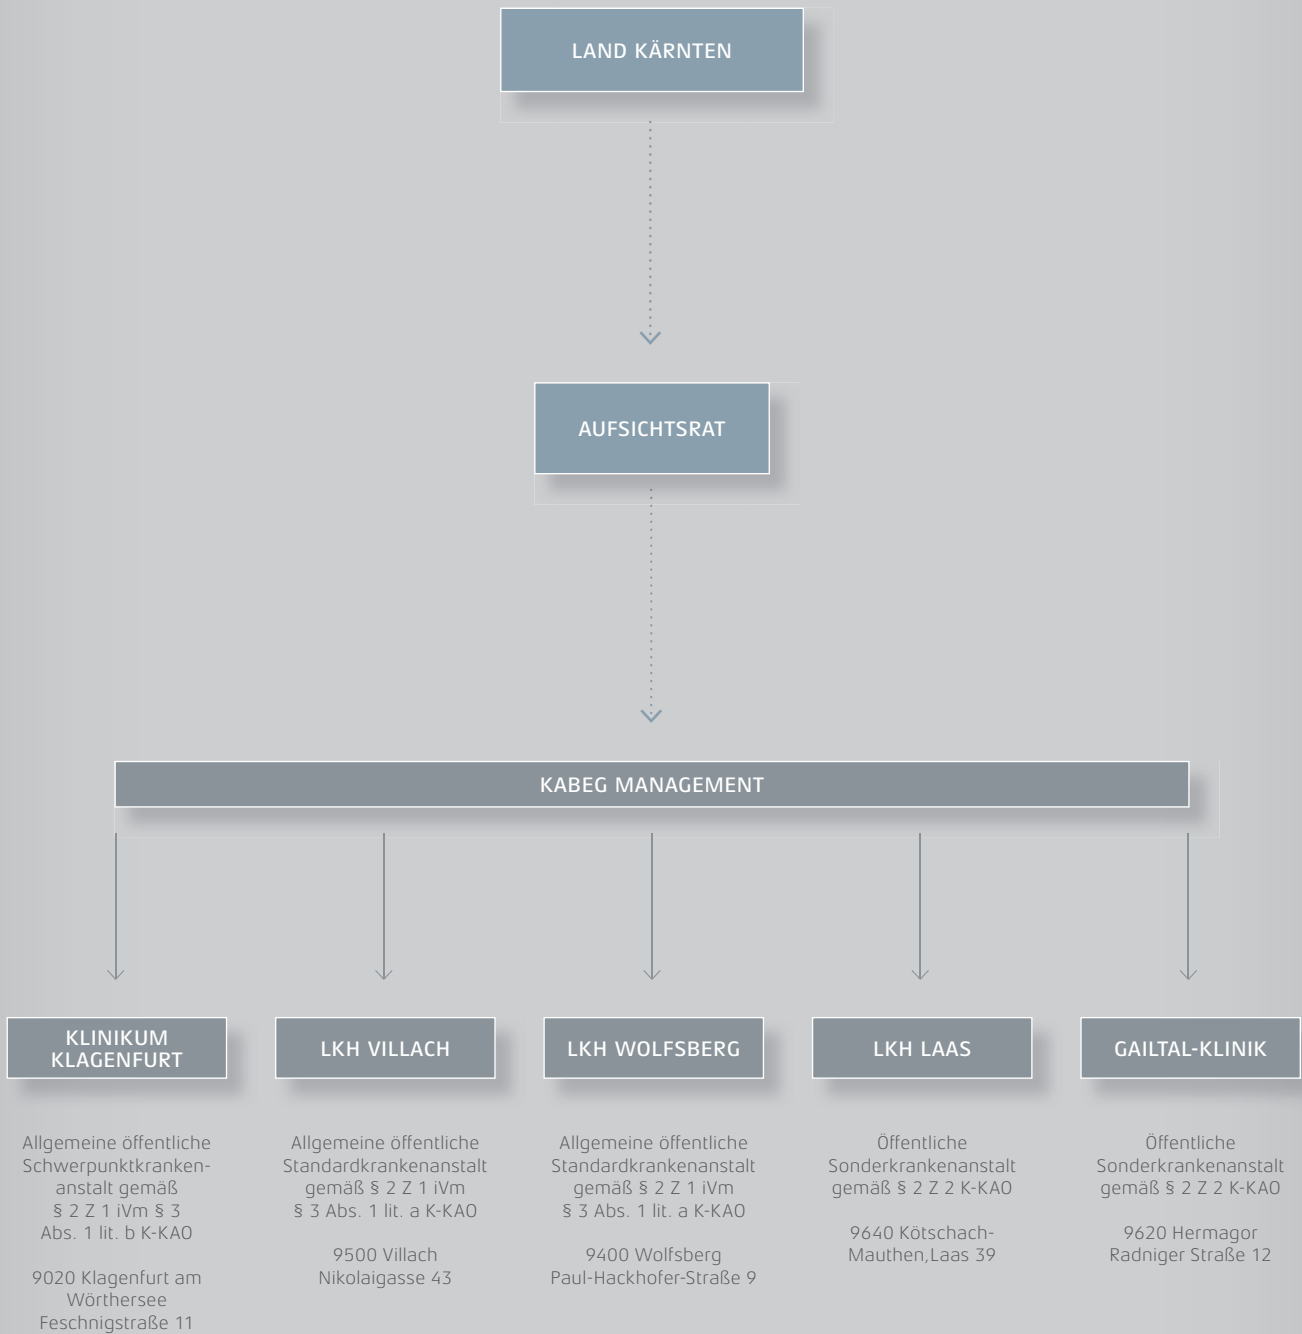 LAND KÄRNTEN
AUFSICHTSRAT
KABEG MANAGEMENT
KLINIKUM
KLAGENFURT
Allgemeine öffentliche
Schwerpunktkranken-
anstalt gemäß
§ 2 Z 1 iVm § 3
Abs. 1 lit. b K-KAO
9020 Klagenfurt am
Wörthersee
Feschnigstraße 11
LKH VILLACH
Allgemeine öffentliche
Standardkrankenanstalt
gemäß § 2 Z 1 iVm
§ 3 Abs. 1 lit. a K-KAO
9500 Villach
Nikolaigasse 43
LKH WOLFSBERG
Allgemeine öffentliche
Standardkrankenanstalt
gemäß § 2 Z 1 iVm
§ 3 Abs. 1 lit. a K-KAO
9400 Wolfsberg
Paul-Hackhofer-Straße 9
LKH LAAS
Öffentliche
Sonderkrankenanstalt
gemäß § 2 Z 2 K-KAO
9640 Kötschach-
Mauthen,Laas 39
GAILTAL-KLINIK
Öffentliche
Sonderkrankenanstalt
gemäß § 2 Z 2 K-KAO
9620 Hermagor
Radniger Straße 12